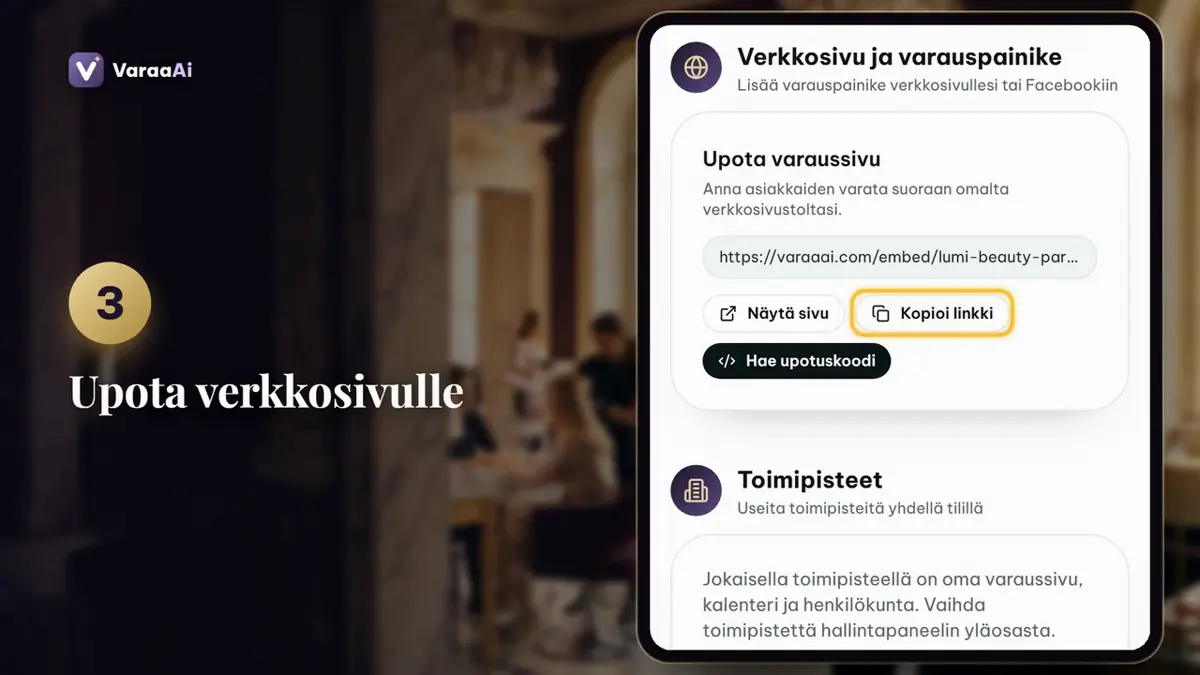 VaraaAi
3
Upota verkkosivulle
Verkkosivu ja varauspainike
Lisää varauspainike verkkosivullesi tai Facebookiin
Upota varaussivu
Anna asiakkaiden varata suoraan omalta
verkkosivustoltasi.
https://varaaai.com/embed/lumi-beauty-par...
Näytä sivu
Kopioi linkki
</> Hae upotuskoodi
Toimipisteet
Useita toimipisteitä yhdellä tilillä
Jokaisella toimipisteellä on oma varaussivu,
kalenteri ja henkilökunta. Vaihda
toimipistettä hallintapaneelin yläosasta.